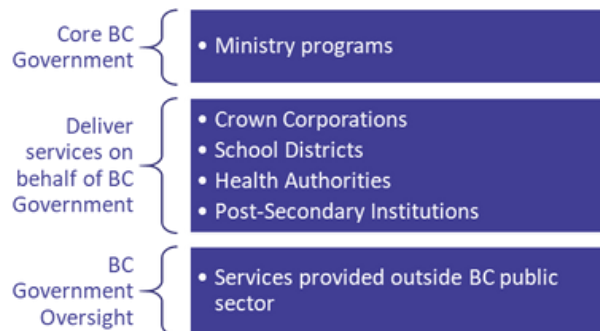 Core BC
Government
• Ministry programs
Deliver
services on
behalf of BC
Government
• Crown Corporations
• School Districts
• Health Authorities
• Post-Secondary Institutions
BC
Government
Oversight
• Services provided outside BC public
sector